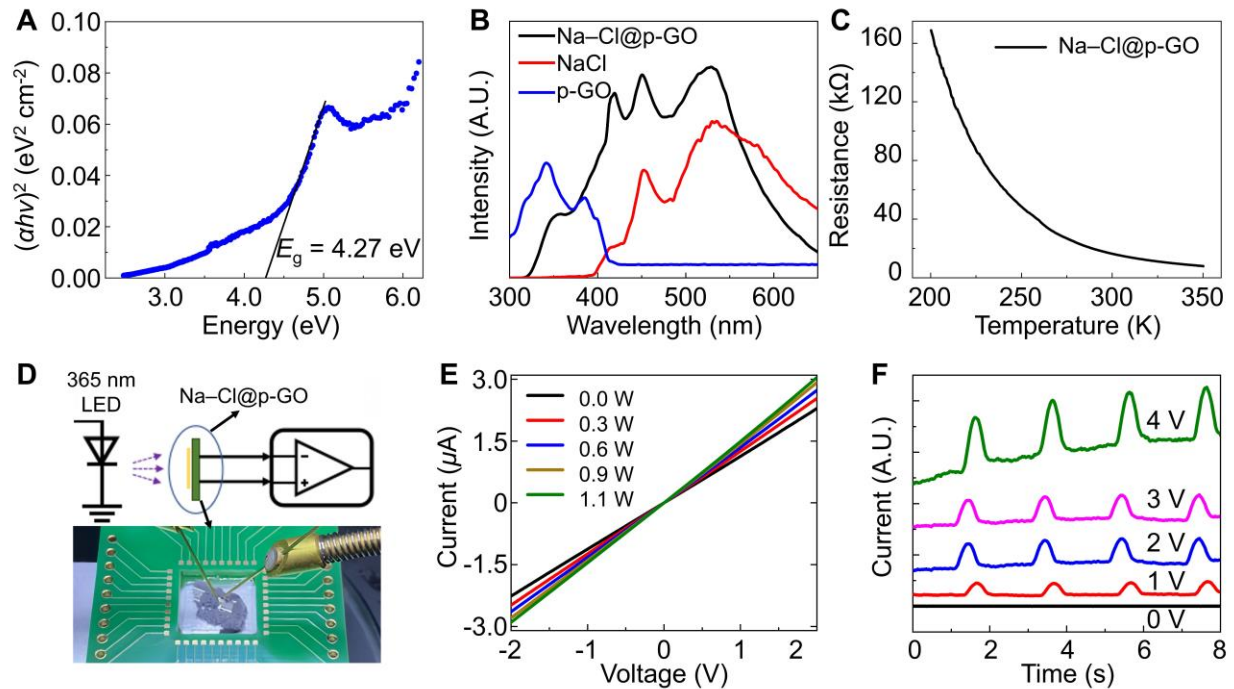 A
(αhν)² (eV² cm⁻²)
0.10
0.08
0.06
0.04
0.02
0.00
E_g = 4.27 eV
3.0 4.0 5.0 6.0
Energy (eV)
B
Intensity (A.U.)
Na–Cl@p-GO
NaCl
p-GO
300 400 500 600
Wavelength (nm)
C
Resistance (kΩ)
160
120
80
40
0
Na–Cl@p-GO
200 250 300 350
Temperature (K)
D
365 nm
LED
Na–Cl@p-GO
−
+
E
Current (µA)
3.0
1.5
0
-1.5
-3.0
0.0 W
0.3 W
0.6 W
0.9 W
1.1 W
-2 -1 0 1 2
Voltage (V)
F
Current (A.U.)
4 V
3 V
2 V
1 V
0 V
0 2 4 6 8
Time (s)